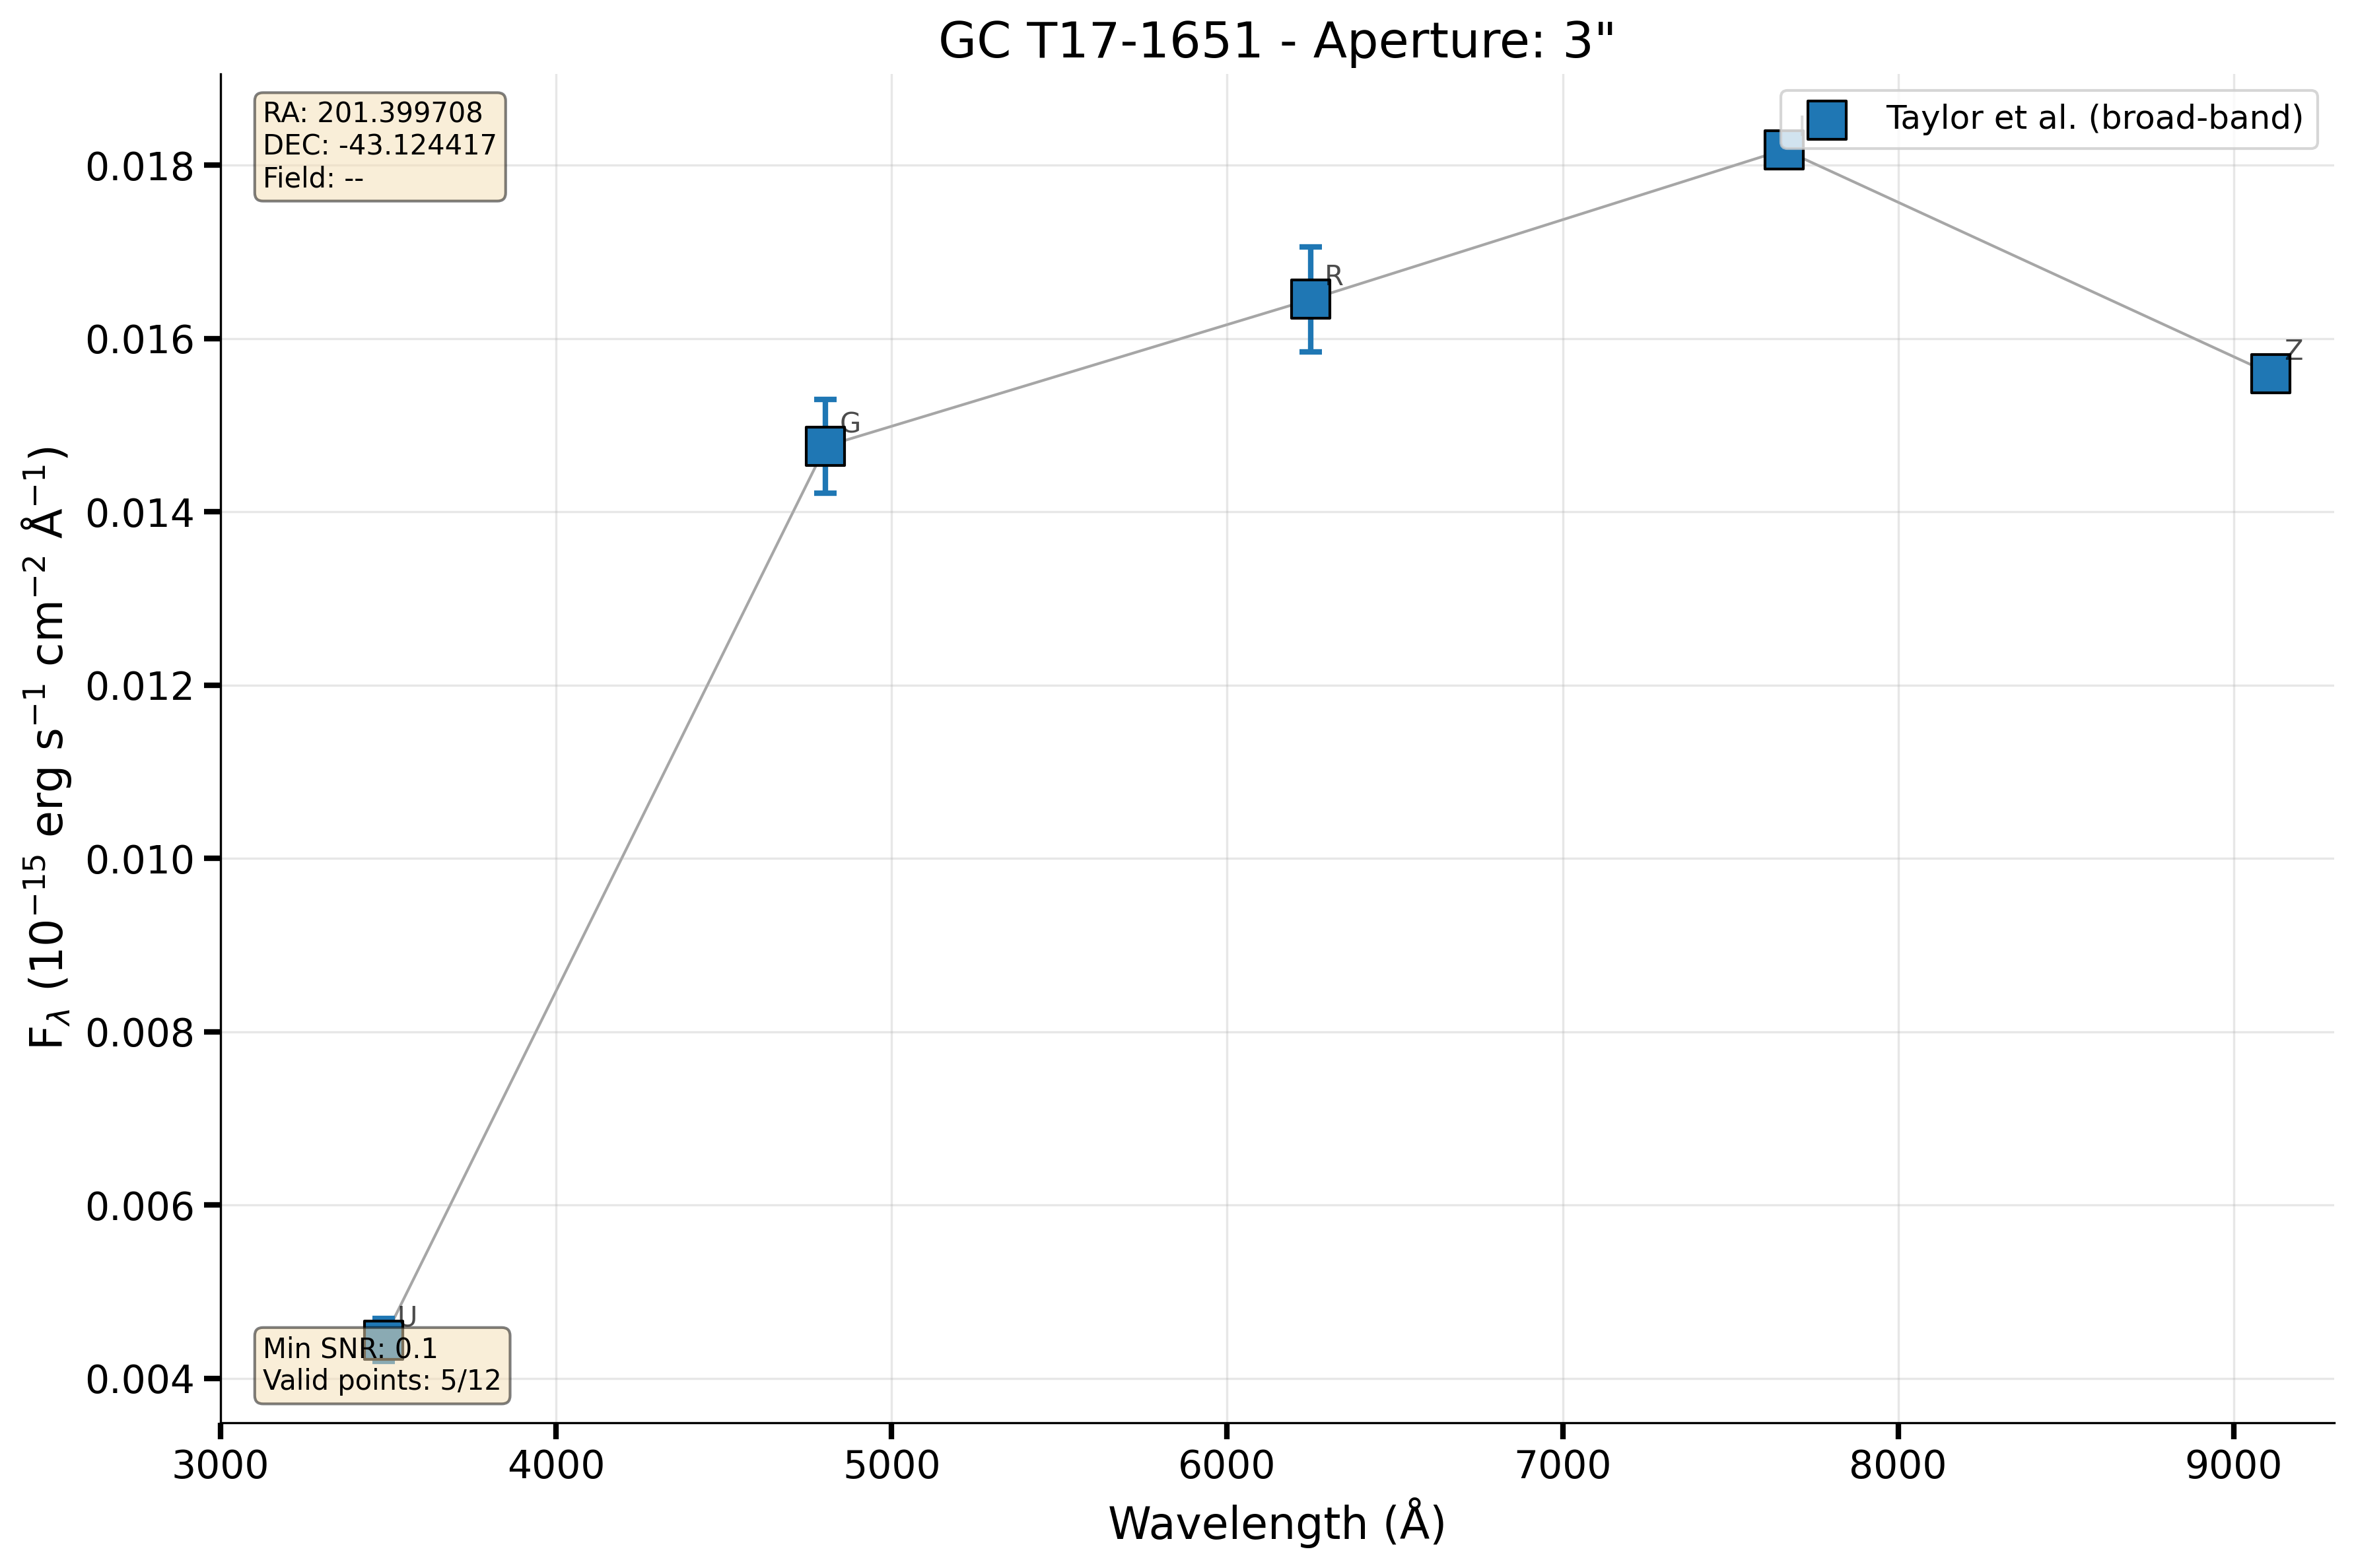 GC T17-1651 - Aperture: 3"
RA: 201.399708
DEC: -43.124417
Field: --
Taylor et al. (broad-band)
0.018
0.016
0.014
0.012
0.010
0.008
0.006
0.004
F_λ (10⁻¹⁵ erg s⁻¹ cm⁻² Å⁻¹)
U
G
R
I
Z
Min SNR: 0.1
Valid points: 5/12
3000 4000 5000 6000 7000 8000 9000
Wavelength (Å)